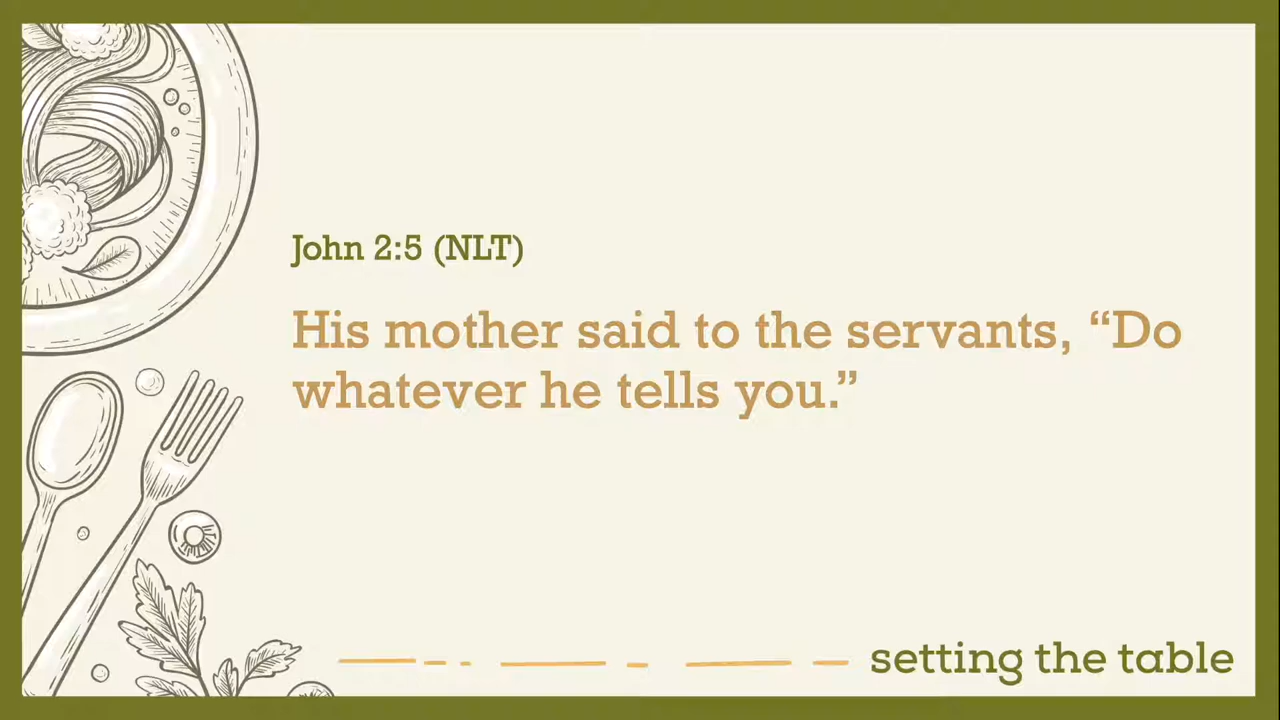 John 2:5 (NLT)
His mother said to the servants, “Do
whatever he tells you.”
setting the table